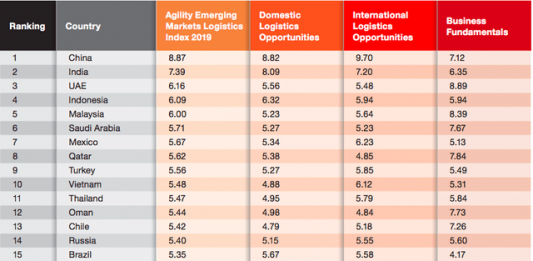 Ranking Country Agility Emerging Markets Logistics Index 2019 Domestic Logistics Opportunities International Logistics Opportunities Business Fundamentals
1 China 8.87 8.82 9.70 7.12
2 India 7.39 8.09 7.20 6.35
3 UAE 6.16 5.56 5.48 8.89
4 Indonesia 6.09 6.32 5.94 5.94
5 Malaysia 6.00 5.23 5.64 8.39
6 Saudi Arabia 5.71 5.27 5.23 7.67
7 Mexico 5.67 5.34 6.23 5.13
8 Qatar 5.62 5.38 4.85 7.84
9 Turkey 5.56 5.27 5.85 5.49
10 Vietnam 5.48 4.88 6.12 5.31
11 Thailand 5.47 4.95 5.79 5.84
12 Oman 5.44 4.98 4.84 7.73
13 Chile 5.42 4.79 5.18 7.26
14 Russia 5.40 5.15 5.55 5.60
15 Brazil 5.35 5.67 5.58 4.17